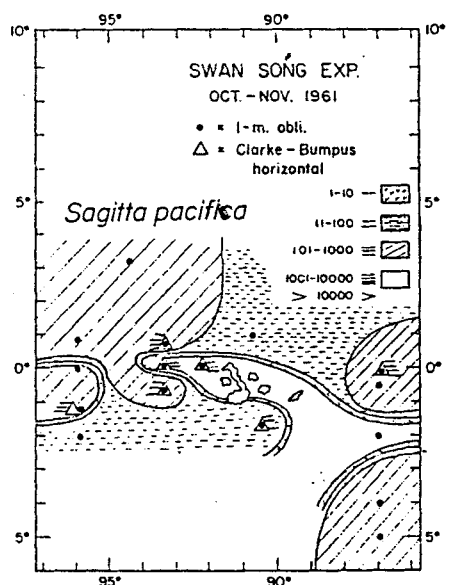 95° 90°
10° 10°
SWAN SONG EXP.
OCT. - NOV. 1961
• × 1-m. obli.
△ × Clarke - Bumpus
horizontal
1-10
5° Sagitta pacifica 11-100 5°
101-1000
1001-10000
> 10000 >
0° 0°
5° 5°
95° 90°